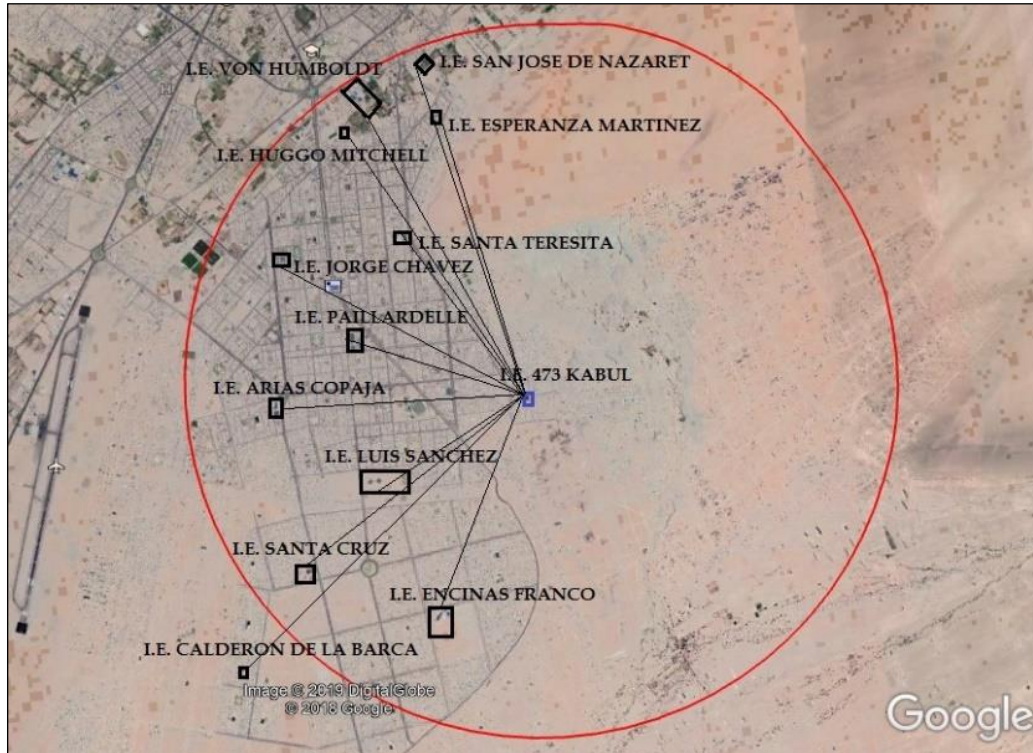 I.E. VON HUMBOLDT
I.E. SAN JOSE DE NAZARET
I.E. ESPERANZA MARTINEZ
I.E. HUGGO MITCHELL
I.E. SANTA TERESITA
I.E. JORGE CHAVEZ
I.E. PAILLARDELLE
I.E. 473 KABUL
I.E. ARIAS COPAJA
I.E. LUIS SANCHEZ
I.E. SANTA CRUZ
I.E. ENCINAS FRANCO
I.E. CALDERON DE LA BARCA
Image © 2019 DigitalGlobe
© 2018 Google
Google